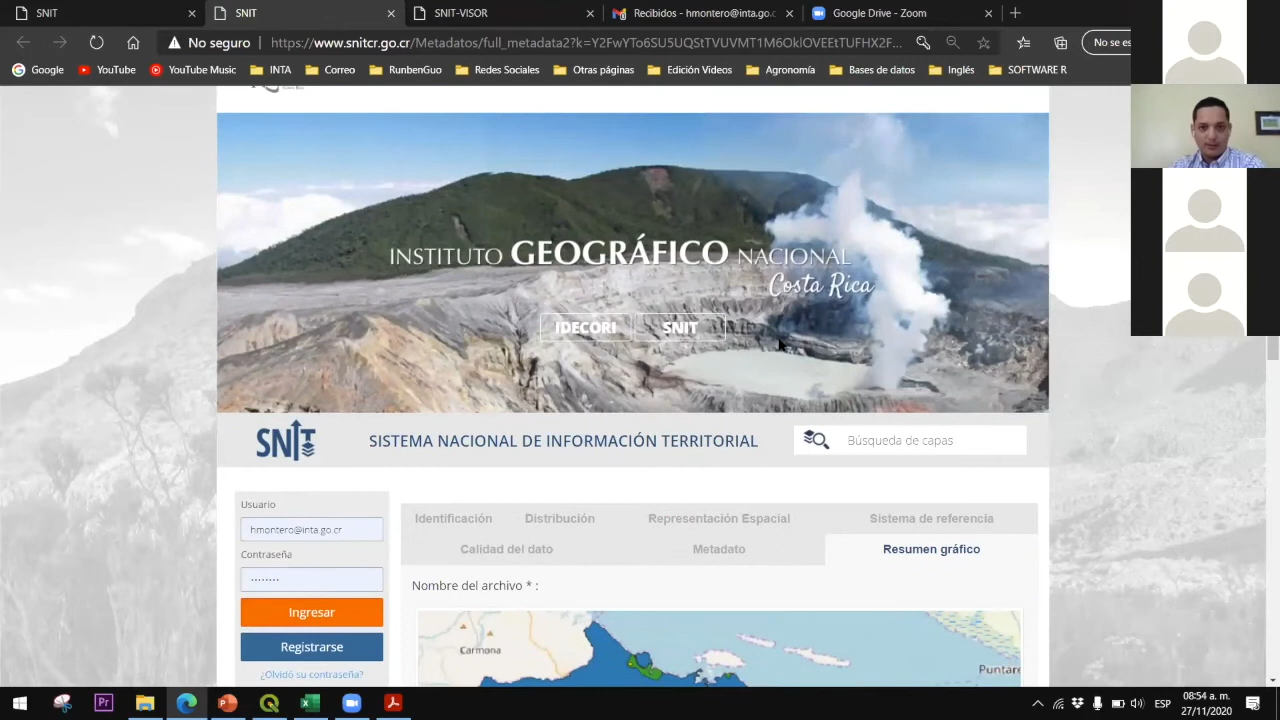 SNIT
SNIT
SNIT-VISOR
Recibidos - hmontero@inta.go.c
Google Drive - Zoom
No seguro
https://www.snitcr.go.cr/Metadatos/full_metadata2?k=Y2FwYTo6SU5UQStTVUVMT1M6OklOVEEtTUFHX2F...
No se es
Google
YouTube
YouTube Music
INTA
Correo
RunbenGuo
Redes Sociales
Otras páginas
Edición Videos
Agronomía
Bases de datos
Inglés
SOFTWARE R
INSTITUTO GEOGRÁFICO NACIONAL
Costa Rica
IDECORI
SNIT
SNIT
SISTEMA NACIONAL DE INFORMACIÓN TERRITORIAL
Búsqueda de capas
Usuario
hmontero@inta.go.cr
Contraseña
Ingresar
Registrarse
¿Olvidó su contraseña?
Identificación
Distribución
Representación Espacial
Sistema de referencia
Calidad del dato
Metadato
Resumen gráfico
Nombre del archivo * :
Carmona
Puntare
ESP
08:54 a. m.
27/11/2020